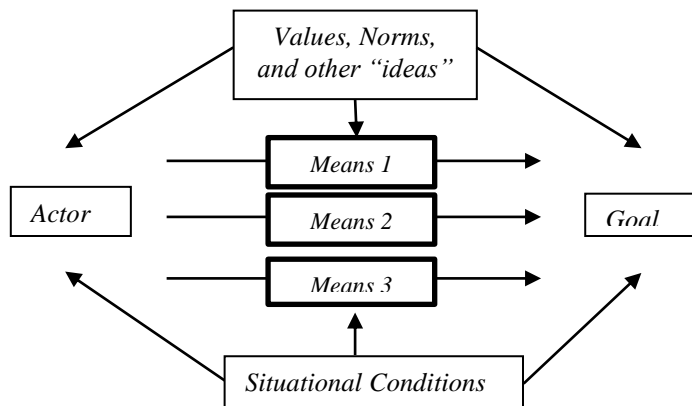 Values, Norms,
and other “ideas”
Means 1
Actor
Means 2
Goal
Means 3
Situational Conditions